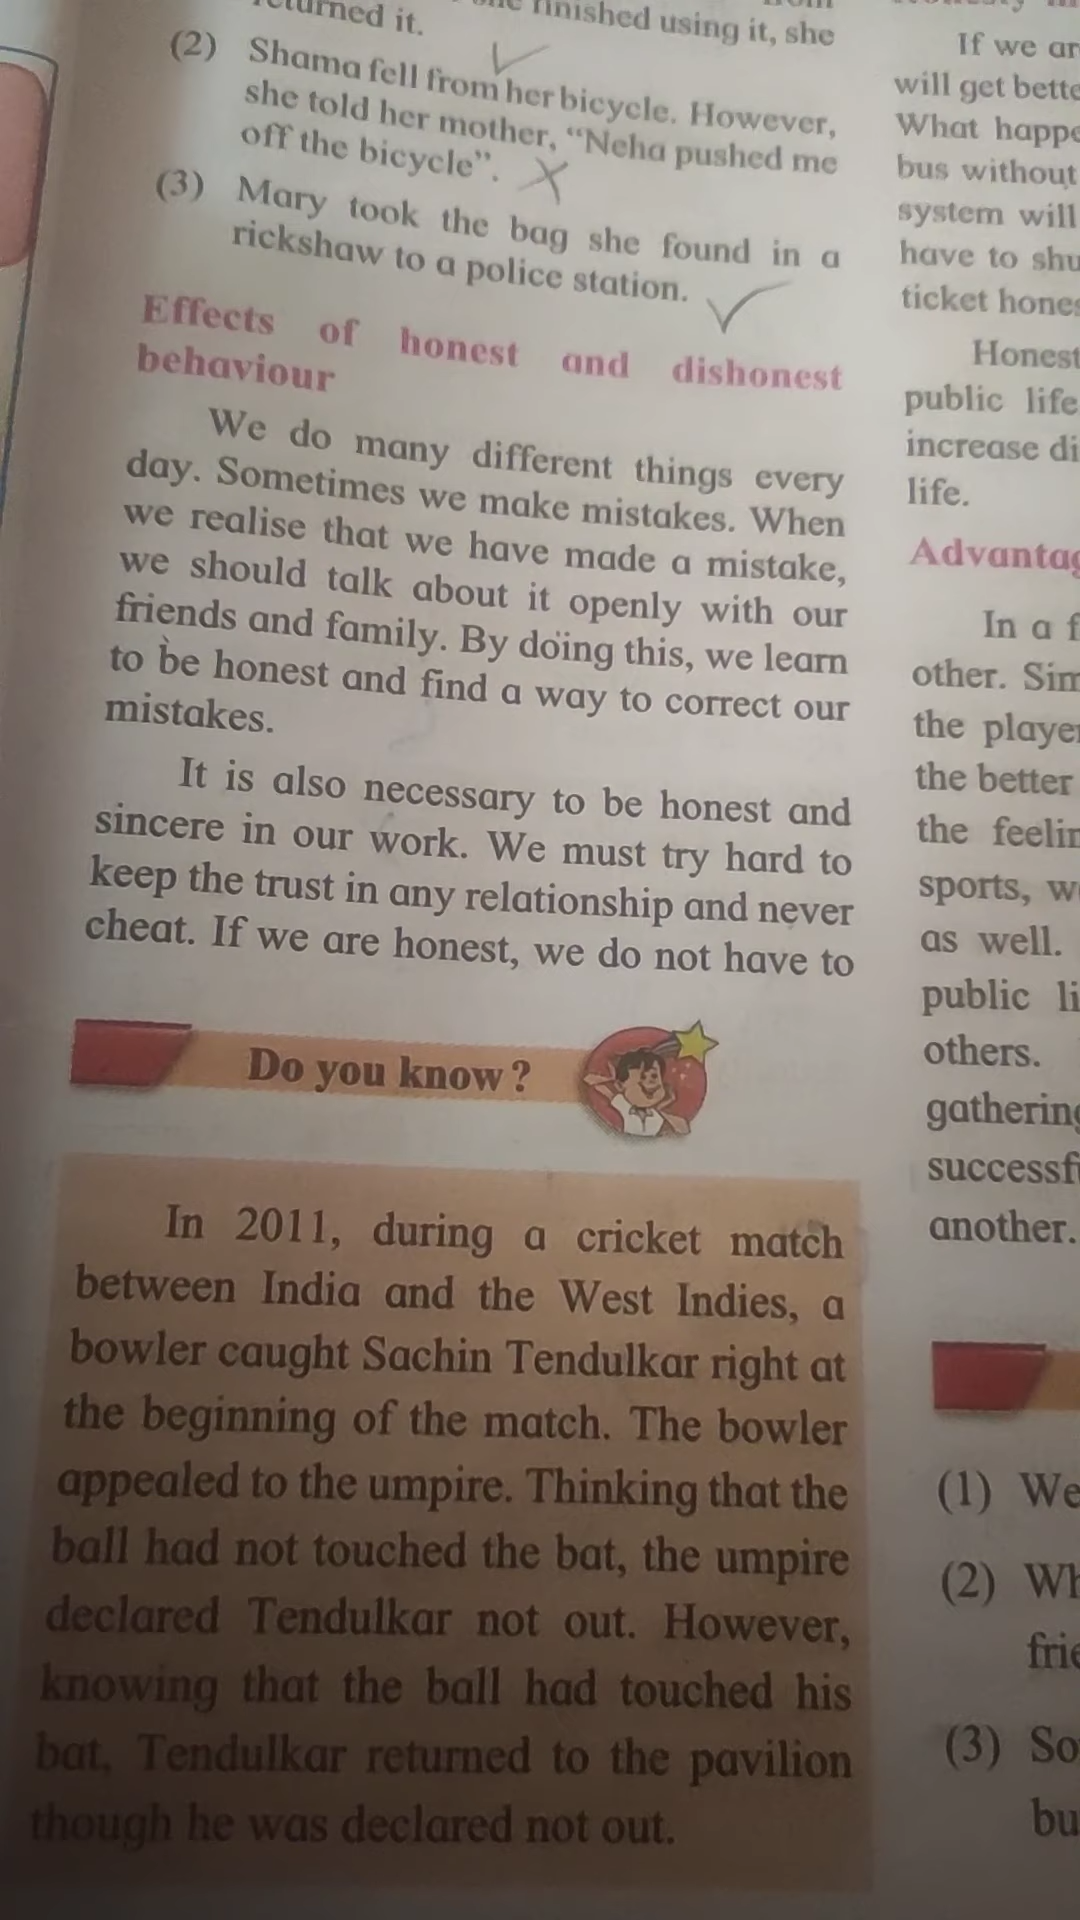 returned it.
finished using it, she
(2) Shama fell from her bicycle. However,
she told her mother, “Neha pushed me
off the bicycle”.
(3) Mary took the bag she found in a
rickshaw to a police station.
Effects of honest and dishonest
behaviour
We do many different things every
day. Sometimes we make mistakes. When
we realise that we have made a mistake,
we should talk about it openly with our
friends and family. By doing this, we learn
to be honest and find a way to correct our
mistakes.
It is also necessary to be honest and
sincere in our work. We must try hard to
keep the trust in any relationship and never
cheat. If we are honest, we do not have to
Do you know ?
In 2011, during a cricket match
between India and the West Indies, a
bowler caught Sachin Tendulkar right at
the beginning of the match. The bowler
appealed to the umpire. Thinking that the
ball had not touched the bat, the umpire
declared Tendulkar not out. However,
knowing that the ball had touched his
bat, Tendulkar returned to the pavilion
though he was declared not out.
If we
will get
What
bus without
system will
have to
ticket
public life
increase
life.
In a
other.
the
the better
the
sports,
as well.
public
others.
another.
(1) We
(2)
(3)